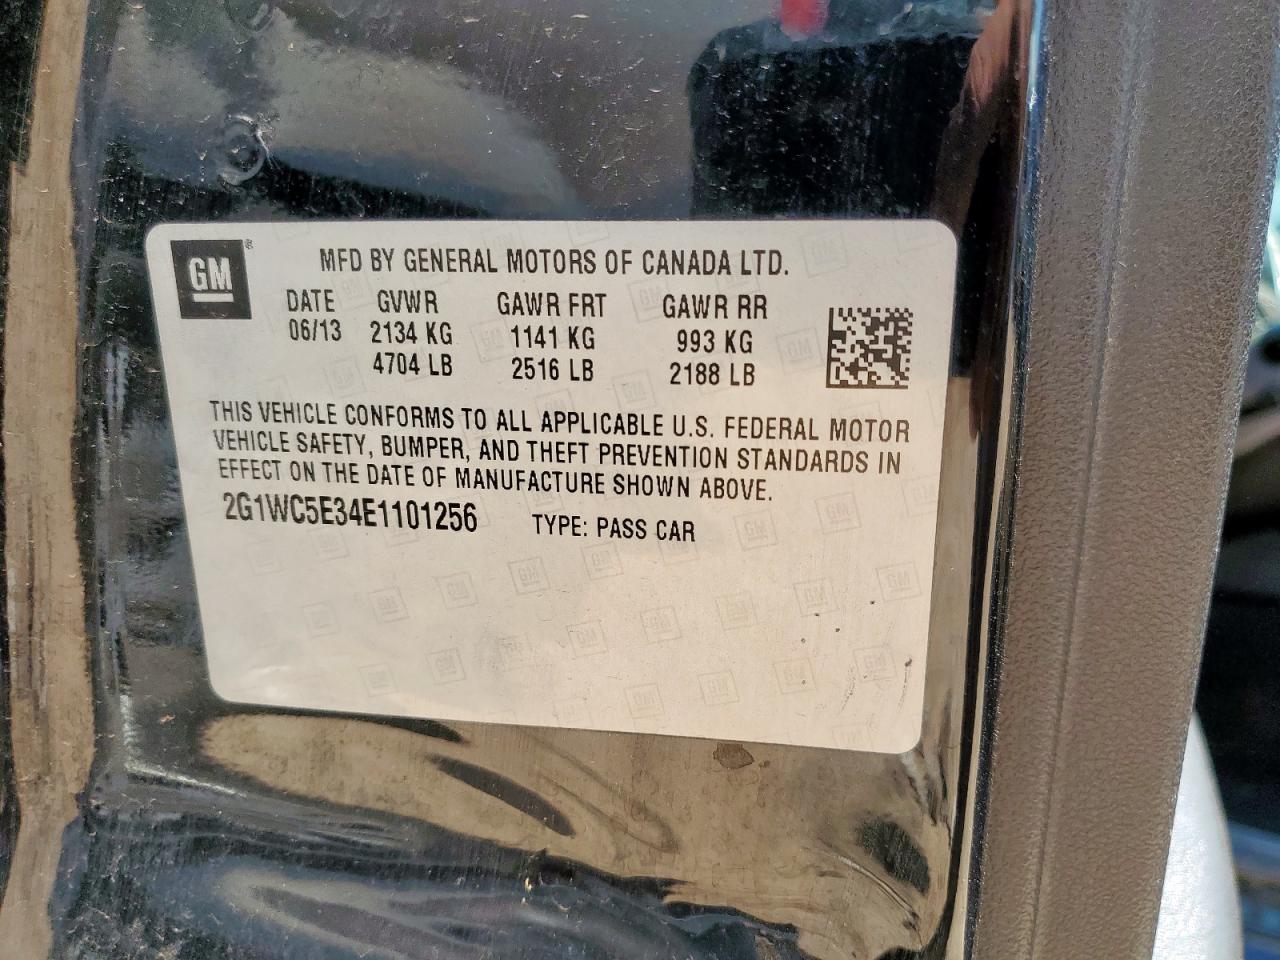 GM ®
MFD BY GENERAL MOTORS OF CANADA LTD.
DATE GVWR GAWR FRT GAWR RR
06/13 2134 KG 1141 KG 993 KG
4704 LB 2516 LB 2188 LB
THIS VEHICLE CONFORMS TO ALL APPLICABLE U.S. FEDERAL MOTOR
VEHICLE SAFETY, BUMPER, AND THEFT PREVENTION STANDARDS IN
EFFECT ON THE DATE OF MANUFACTURE SHOWN ABOVE.
2G1WC5E34E1101256 TYPE: PASS CAR